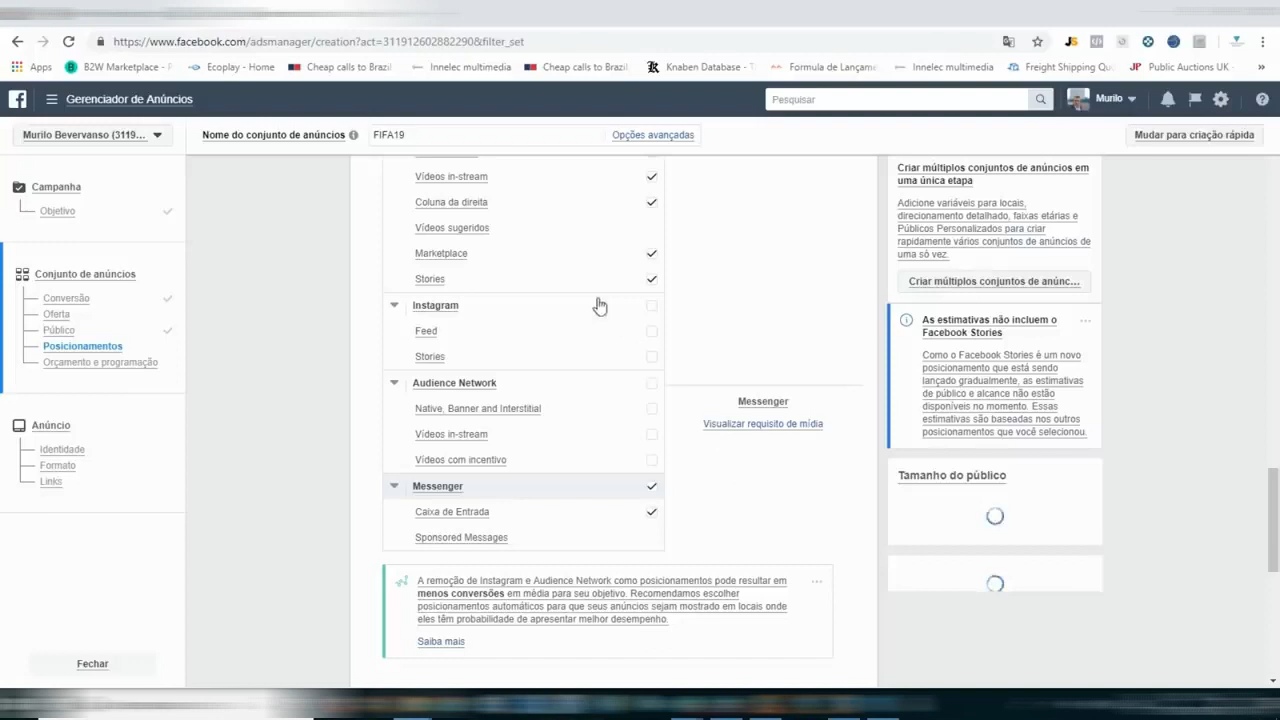 https://www.facebook.com/adsmanager/creation?act=311912602882290&filter_set
Apps
B2W Marketplace - P
Ecoplay - Home
Cheap calls to Brazil
Innelec multimedia
Cheap calls to Brazil
Knaben Database - T
Formula de Lançame
Innelec multimedia
Freight Shipping Qu
Public Auctions UK -
Gerenciador de Anúncios
Pesquisar
Murilo
Murilo Bevervanso (3119...
Nome do conjunto de anúncios
FIFA19
Opções avançadas
Mudar para criação rápida
Campanha
Objetivo
Conjunto de anúncios
Conversão
Oferta
Público
Posicionamentos
Orçamento e programação
Anúncio
Identidade
Formato
Links
Fechar
Vídeos in-stream
Coluna da direita
Vídeos sugeridos
Marketplace
Stories
Instagram
Feed
Stories
Audience Network
Native, Banner and Interstitial
Vídeos in-stream
Vídeos com incentivo
Messenger
Caixa de Entrada
Sponsored Messages
Messenger
Visualizar requisito de mídia
A remoção de Instagram e Audience Network como posicionamentos pode resultar em
menos conversões em média para seu objetivo. Recomendamos escolher
posicionamentos automáticos para que seus anúncios sejam mostrado em locais onde
eles têm probabilidade de apresentar melhor desempenho.
Saiba mais
Criar múltiplos conjuntos de anúncios em
uma única etapa
Adicione variáveis para locais,
direcionamento detalhado, faixas etárias e
Públicos Personalizados para criar
rapidamente vários conjuntos de anúncios de
uma só vez.
Criar múltiplos conjuntos de anúnc...
As estimativas não incluem o
Facebook Stories
Como o Facebook Stories é um novo
posicionamento que está sendo
lançado gradualmente, as estimativas
de público e alcance não estão
disponíveis no momento. Essas
estimativas são baseadas nos outros
posicionamentos que você selecionou.
Tamanho do público